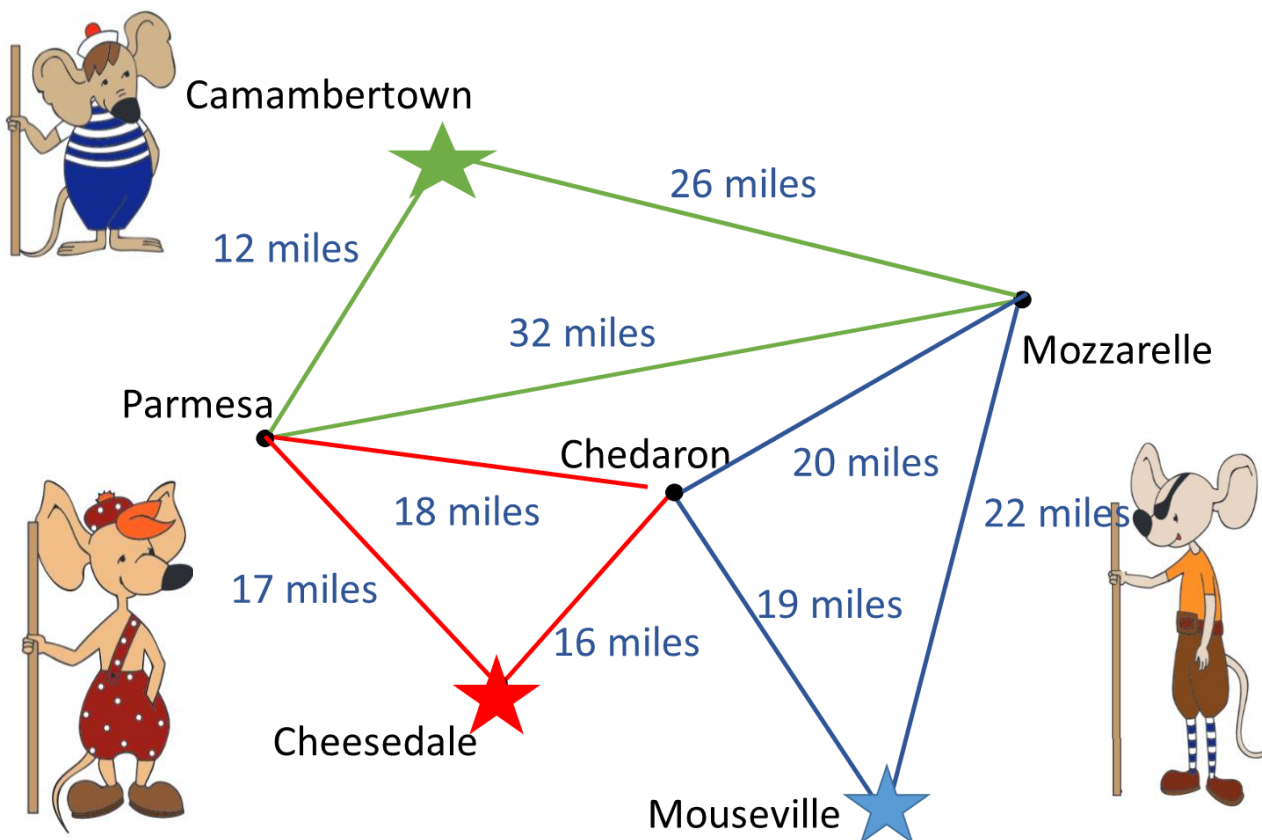 Camambertown
26 miles
12 miles
32 miles
Mozzarelle
Parmesa
Chedaron
20 miles
18 miles
22 miles
17 miles
19 miles
16 miles
Cheesedale
Mouseville